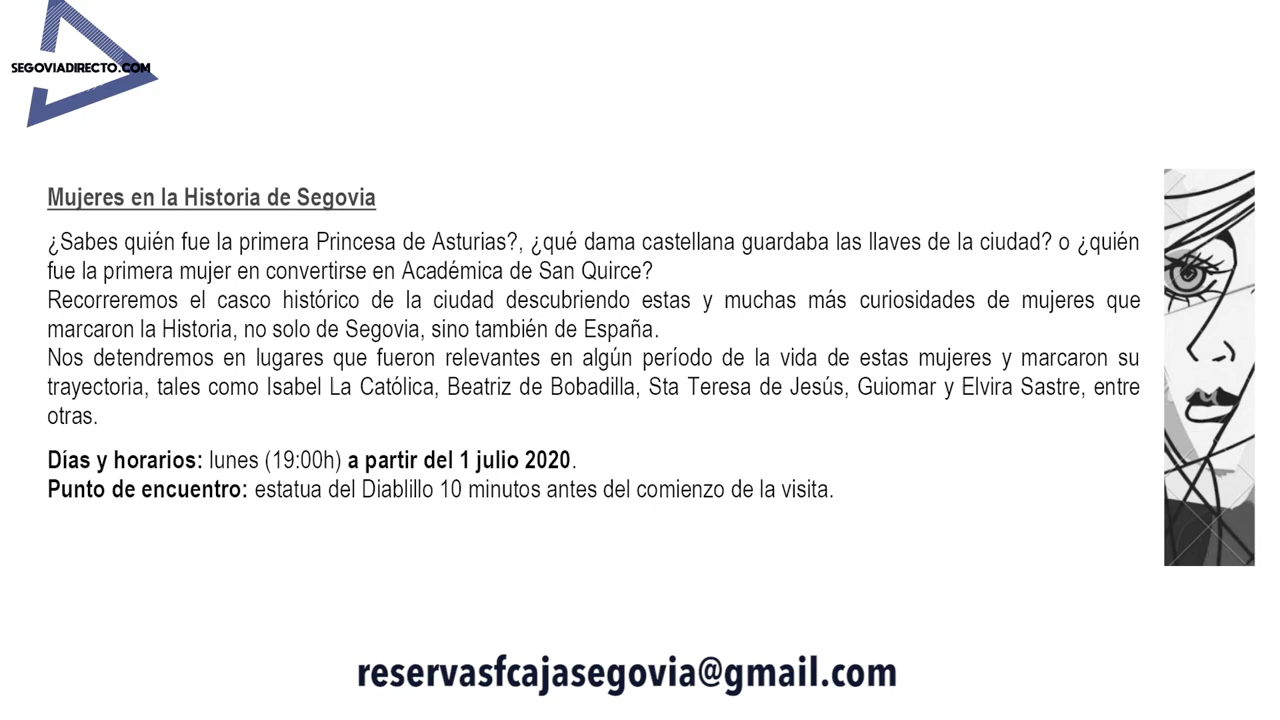 SEGOVIADIRECTO.COM
Mujeres en la Historia de Segovia
¿Sabes quién fue la primera Princesa de Asturias?, ¿qué dama castellana guardaba las llaves de la ciudad? o ¿quién
fue la primera mujer en convertirse en Académica de San Quirce?
Recorreremos el casco histórico de la ciudad descubriendo estas y muchas más curiosidades de mujeres que
marcaron la Historia, no solo de Segovia, sino también de España.
Nos detendremos en lugares que fueron relevantes en algún período de la vida de estas mujeres y marcaron su
trayectoria, tales como Isabel La Católica, Beatriz de Bobadilla, Sta Teresa de Jesús, Guiomar y Elvira Sastre, entre
otras.
Días y horarios: lunes (19:00h) a partir del 1 julio 2020.
Punto de encuentro: estatua del Diablillo 10 minutos antes del comienzo de la visita.
reservasfcajasegovia@gmail.com